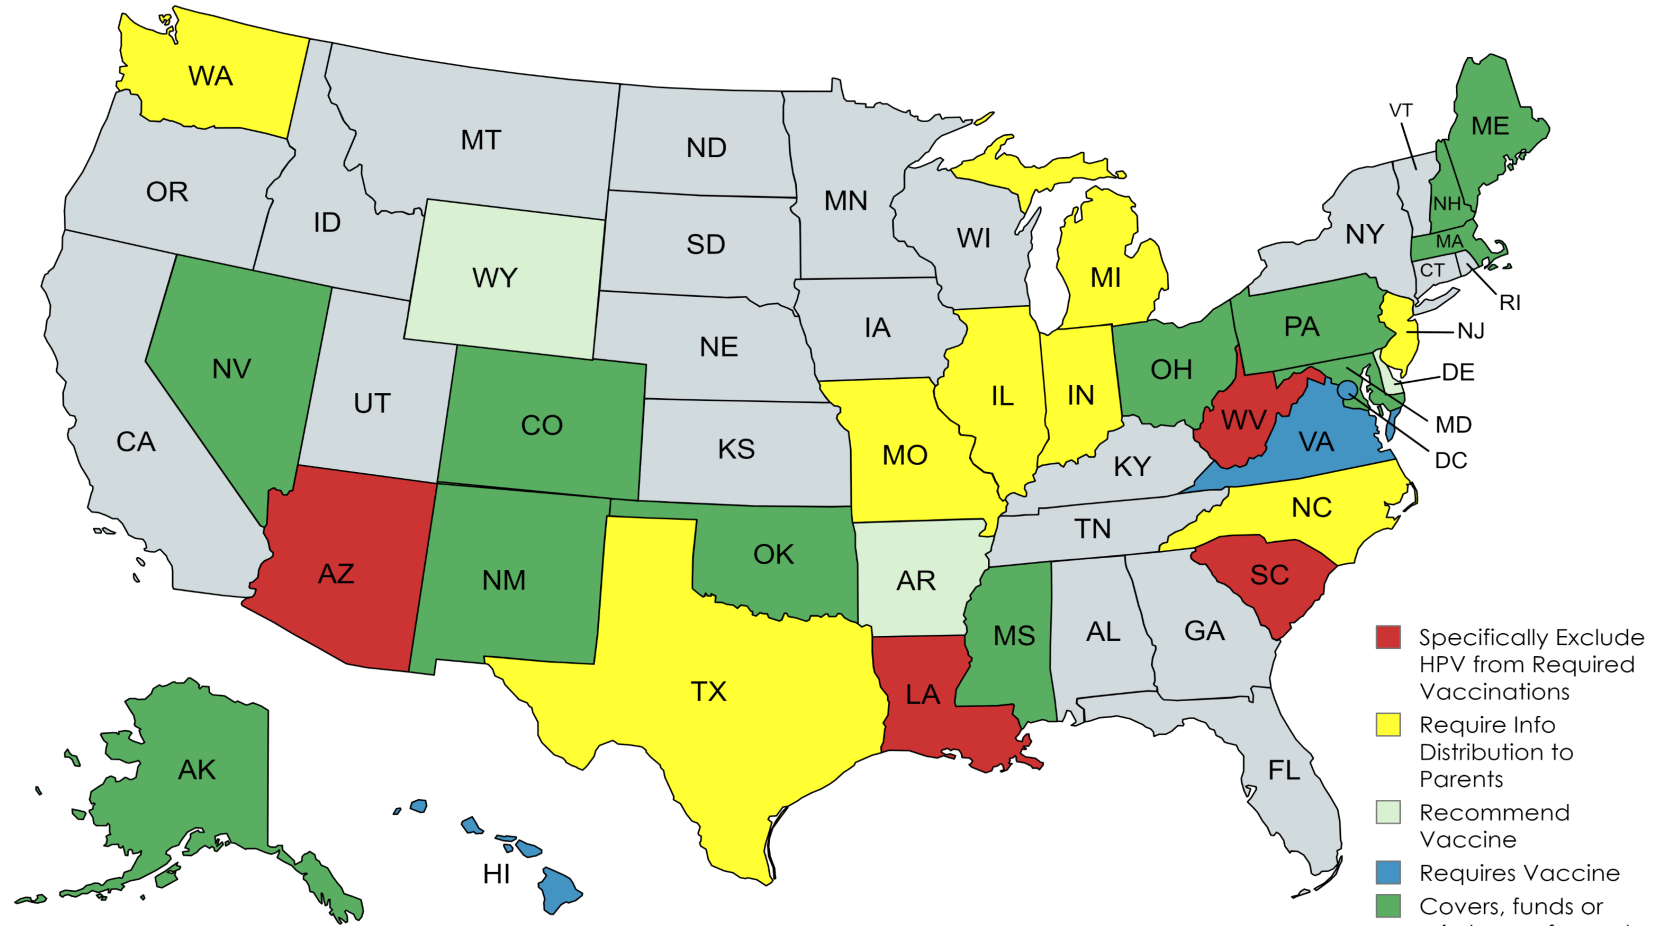 WA
MT
ND
MN
OR
ID
WY
SD
WI
MI
NY
VT
ME
NH
MA
CT
RI
NV
UT
CO
NE
IA
IL
IN
OH
PA
NJ
DE
MD
DC
CA
KS
MO
KY
WV
VA
AZ
NM
OK
AR
TN
NC
SC
TX
LA
MS
AL
GA
FL
AK
HI
Specifically Exclude
HPV from Required
Vaccinations
Require Info
Distribution to
Parents
Recommend
Vaccine
Requires Vaccine
Covers, funds or